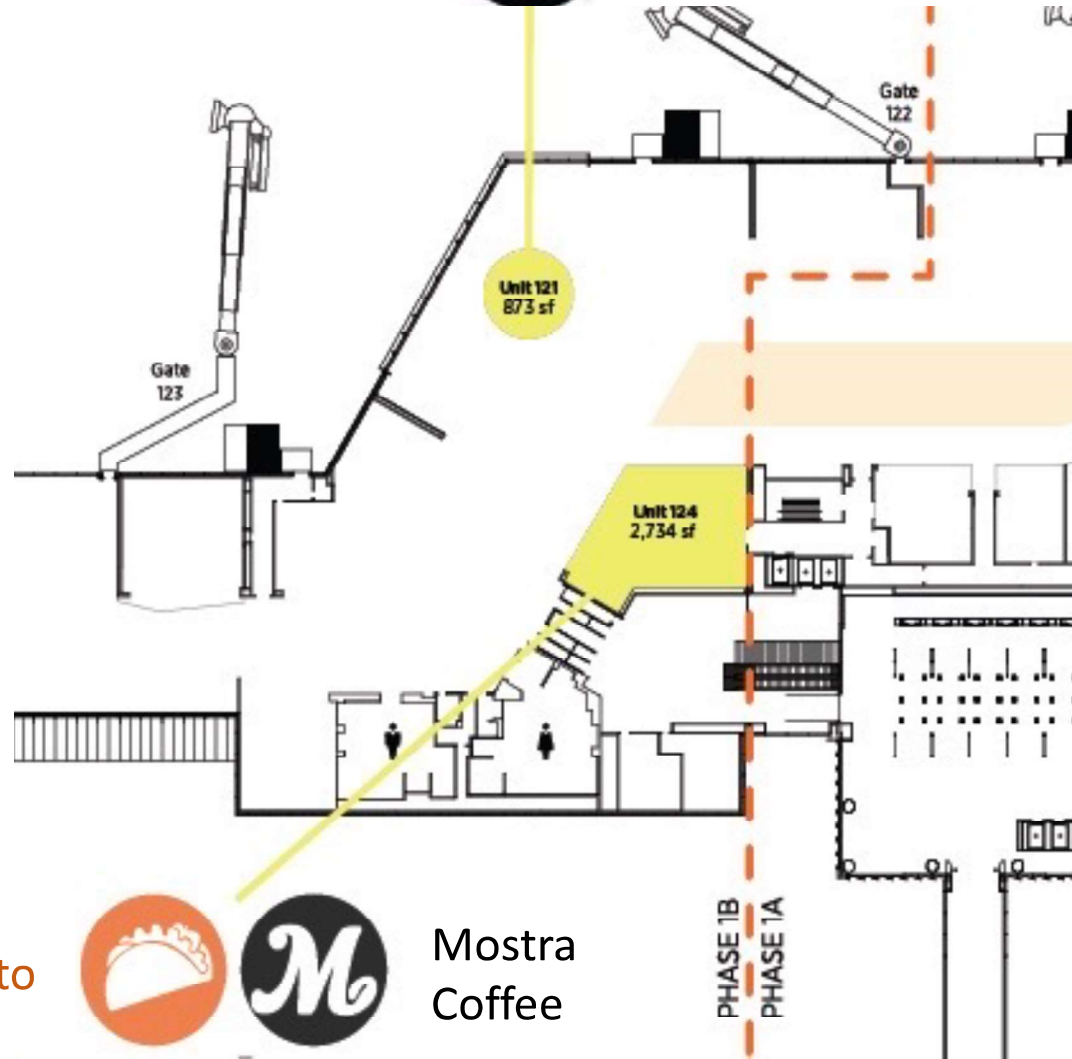 Gate
122
Unit 121
873 sf
Gate
123
Unit 124
2,734 sf
PHASE 1B
PHASE 1A
to
M
Mostra
Coffee